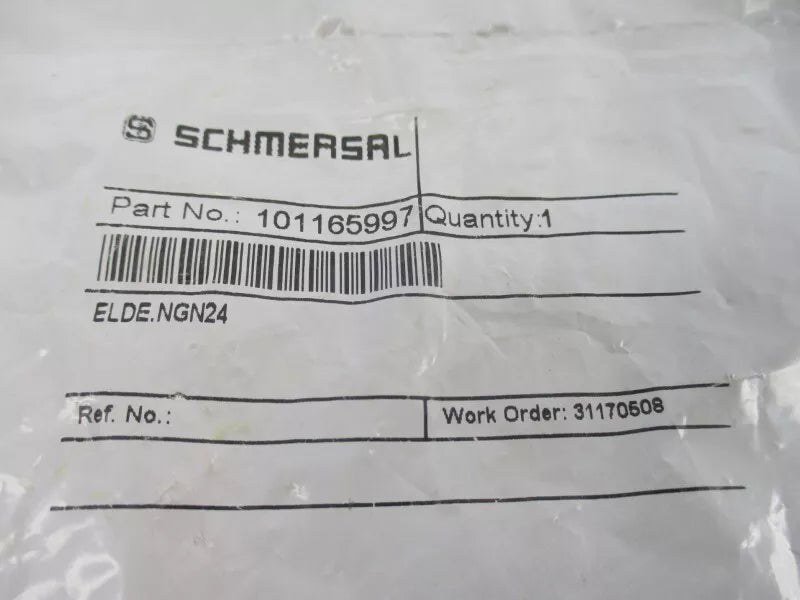 SCHMERSAL
Part No.: 101165997 Quantity:1
ELDE.NGN24
Ref. No.: Work Order: 31170508